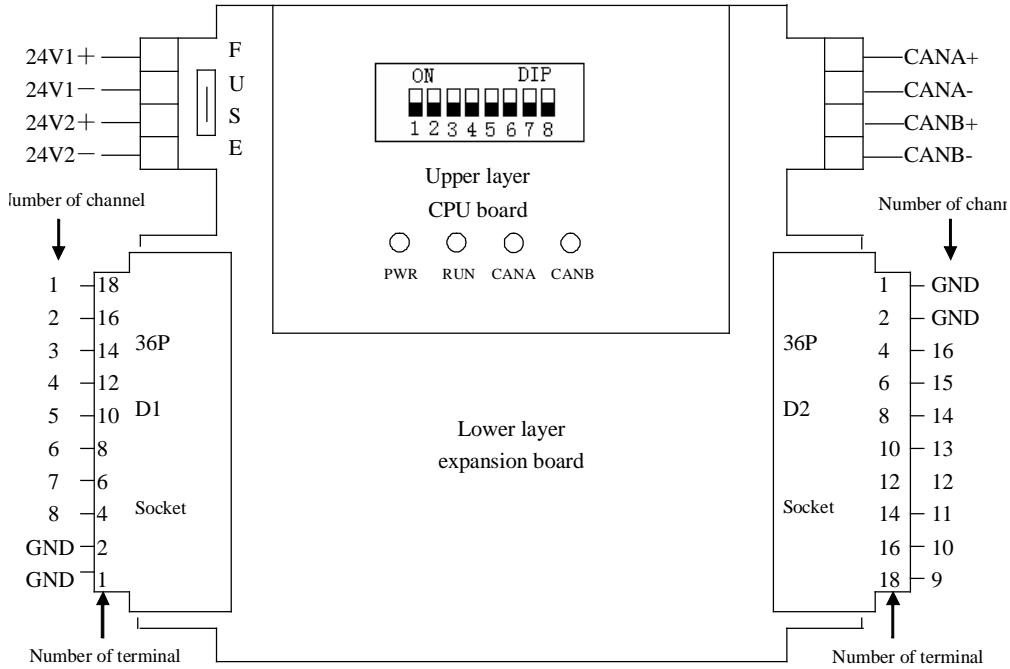 24V1+
24V1-
24V2+
24V2-
F
U
S
E
ON DIP
1 2 3 4 5 6 7 8
Upper layer
CPU board
PWR RUN CANA CANB
CANA+
CANA-
CANB+
CANB-
Number of channel
1 18
2 16
3 14
4 12
5 10
6 8
7 6
8 4
GND 2
GND 1
36P
D1
Socket
Number of terminal
Lower layer
expansion board
Number of
1 GND
2 GND
4 16
6 15
8 14
10 13
12 12
14 11
16 10
18 9
36P
D2
Socket
Number of terminal